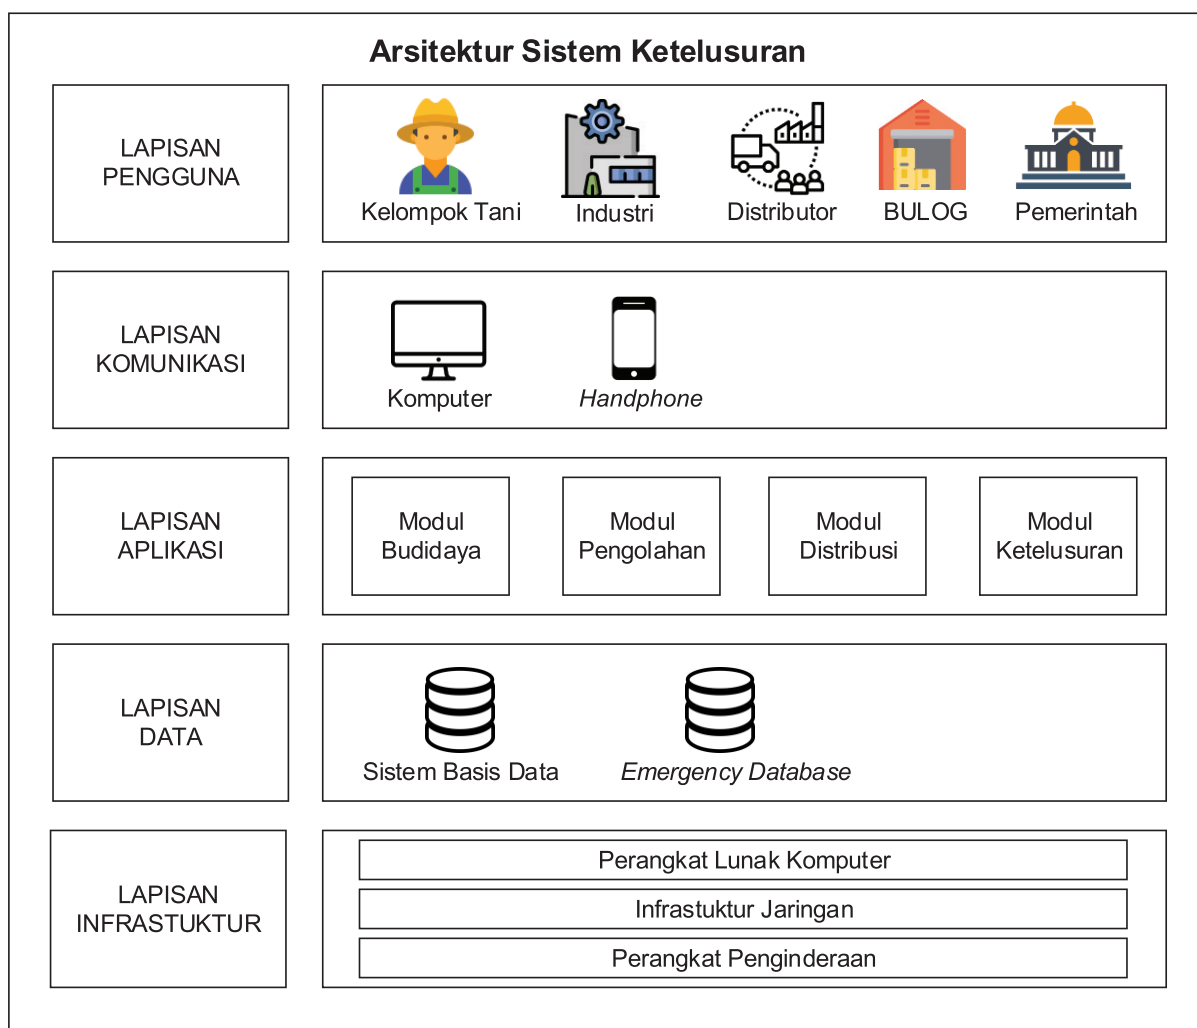 Arsitektur Sistem Ketelusuran
LAPISAN
PENGGUNA
Kelompok Tani
Industri
Distributor
BULOG
Pemerintah
LAPISAN
KOMUNIKASI
Komputer
Handphone
LAPISAN
APLIKASI
Modul
Budidaya
Modul
Pengolahan
Modul
Distribusi
Modul
Ketelusuran
LAPISAN
DATA
Sistem Basis Data
Emergency Database
LAPISAN
INFRASTUKTUR
Perangkat Lunak Komputer
Infrastuktur Jaringan
Perangkat Penginderaan